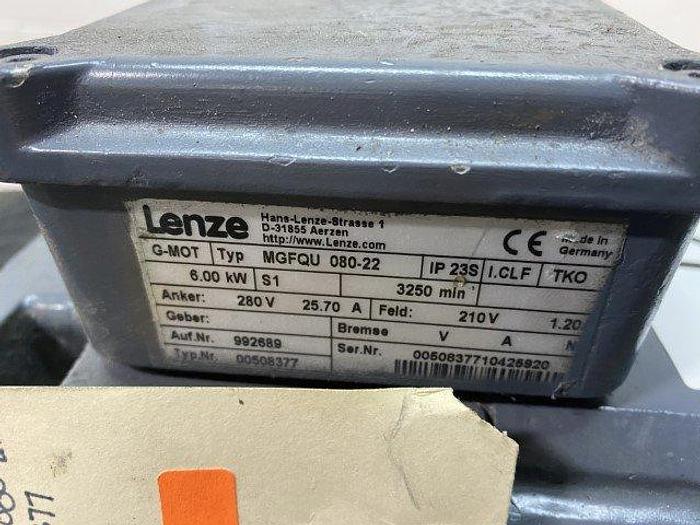 Lenze
Hans-Lenze-Strasse 1
D-31855 Aerzen
http://www.Lenze.com
CE Made in
Germany
G-MOT Typ MGFQU 080-22 IP 23S I.CLF TKO
6.00 kW S1 3250 min
Anker: 280 V 25.70 A Feld: 210 V 1.20
Geber: Bremse V A N
Auf.Nr. 992689 Ser.Nr. 0050837710426920
Typ.Nr. 00508377